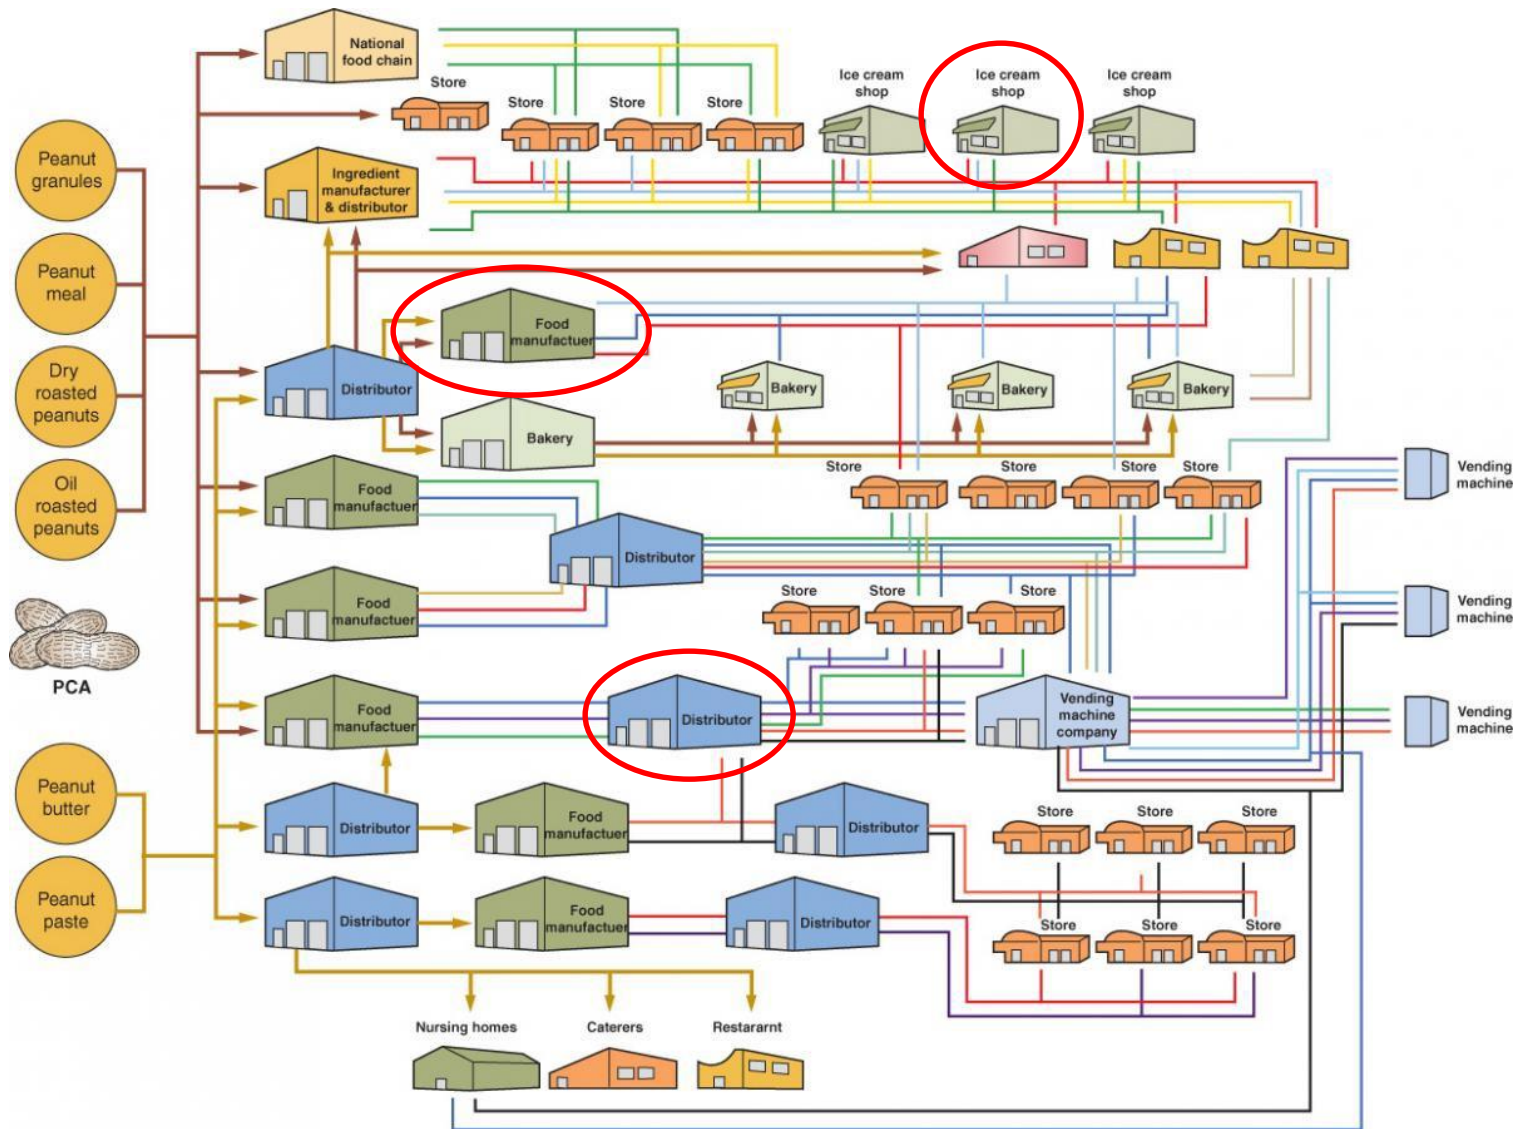 National
food chain
Store
Store
Store
Store
Ice cream
shop
Ice cream
shop
Ice cream
shop
Peanut
granules
Ingredient
manufacturer
& distributor
Peanut
meal
Food
manufactuer
Dry
roasted
peanuts
Distributor
Bakery
Bakery
Bakery
Bakery
Oil
roasted
peanuts
Food
manufactuer
Store
Store
Store
Store
Vending
machine
Distributor
Food
manufactuer
Store
Store
Store
Vending
machine
PCA
Food
manufactuer
Distributor
Vending
machine
company
Vending
machine
Peanut
butter
Distributor
Food
manufactuer
Distributor
Store
Store
Store
Peanut
paste
Distributor
Food
manufactuer
Distributor
Store
Store
Store
Nursing homes
Caterers
Restararnt